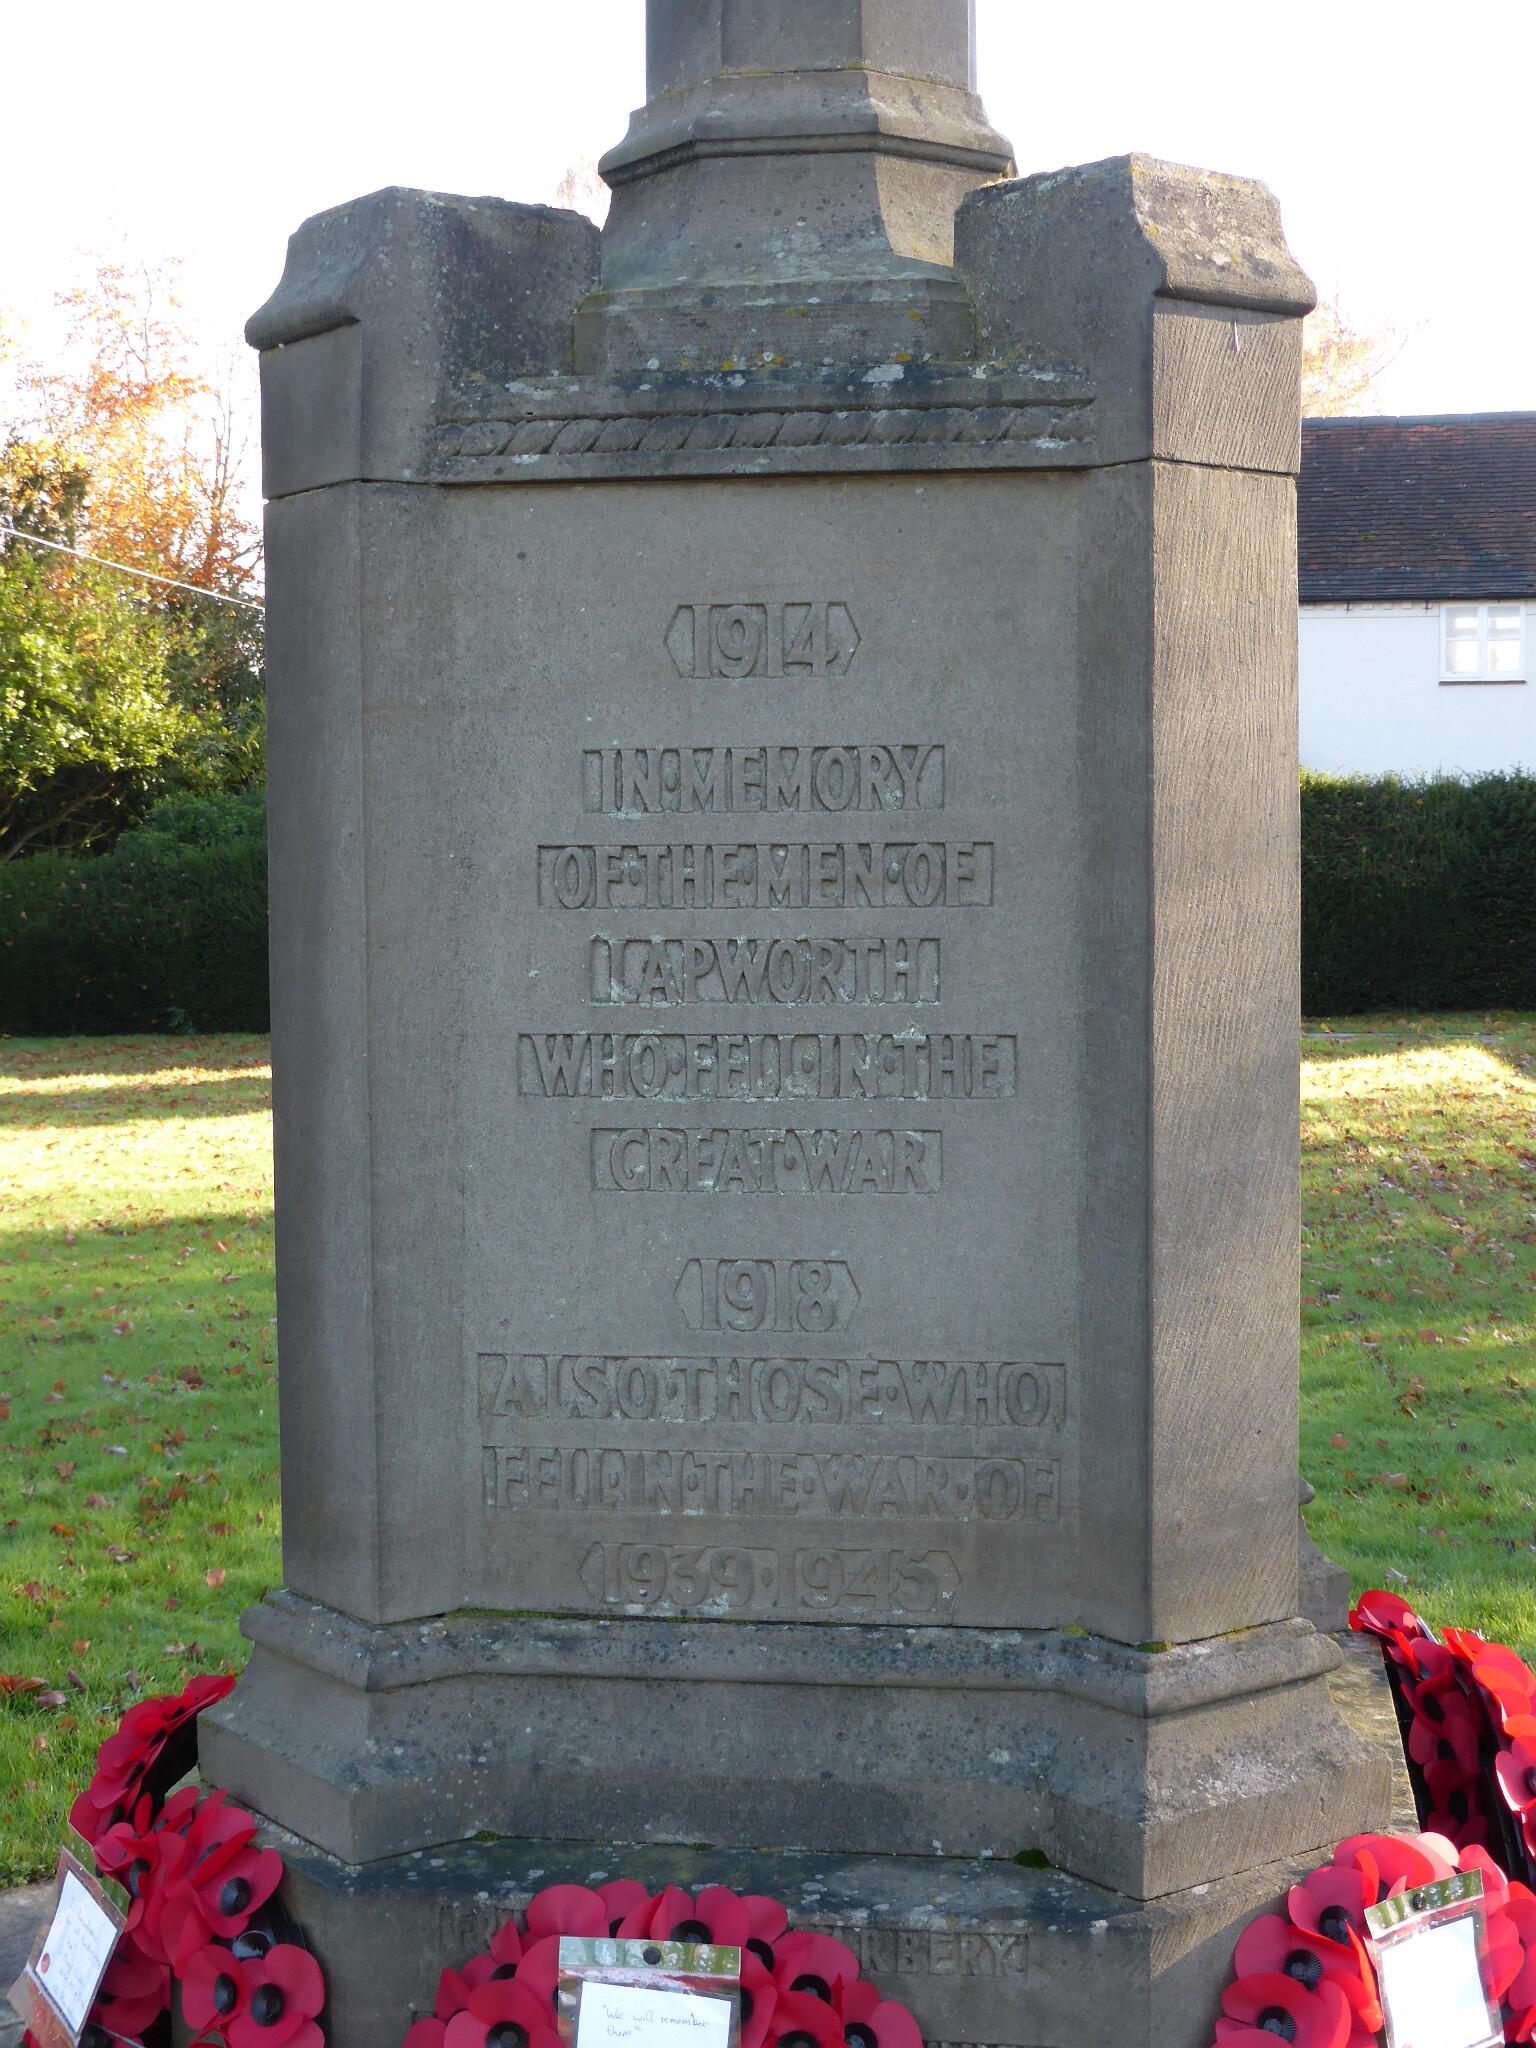 1914
IN·MEMORY
OF·THE·MEN·OF
LAPWORTH
WHO·FELL·IN·THE
GREAT·WAR
1918
ALSO·THOSE·WHO
FELL·IN·THE·WAR·OF
1939·1945
"We will remember
them"